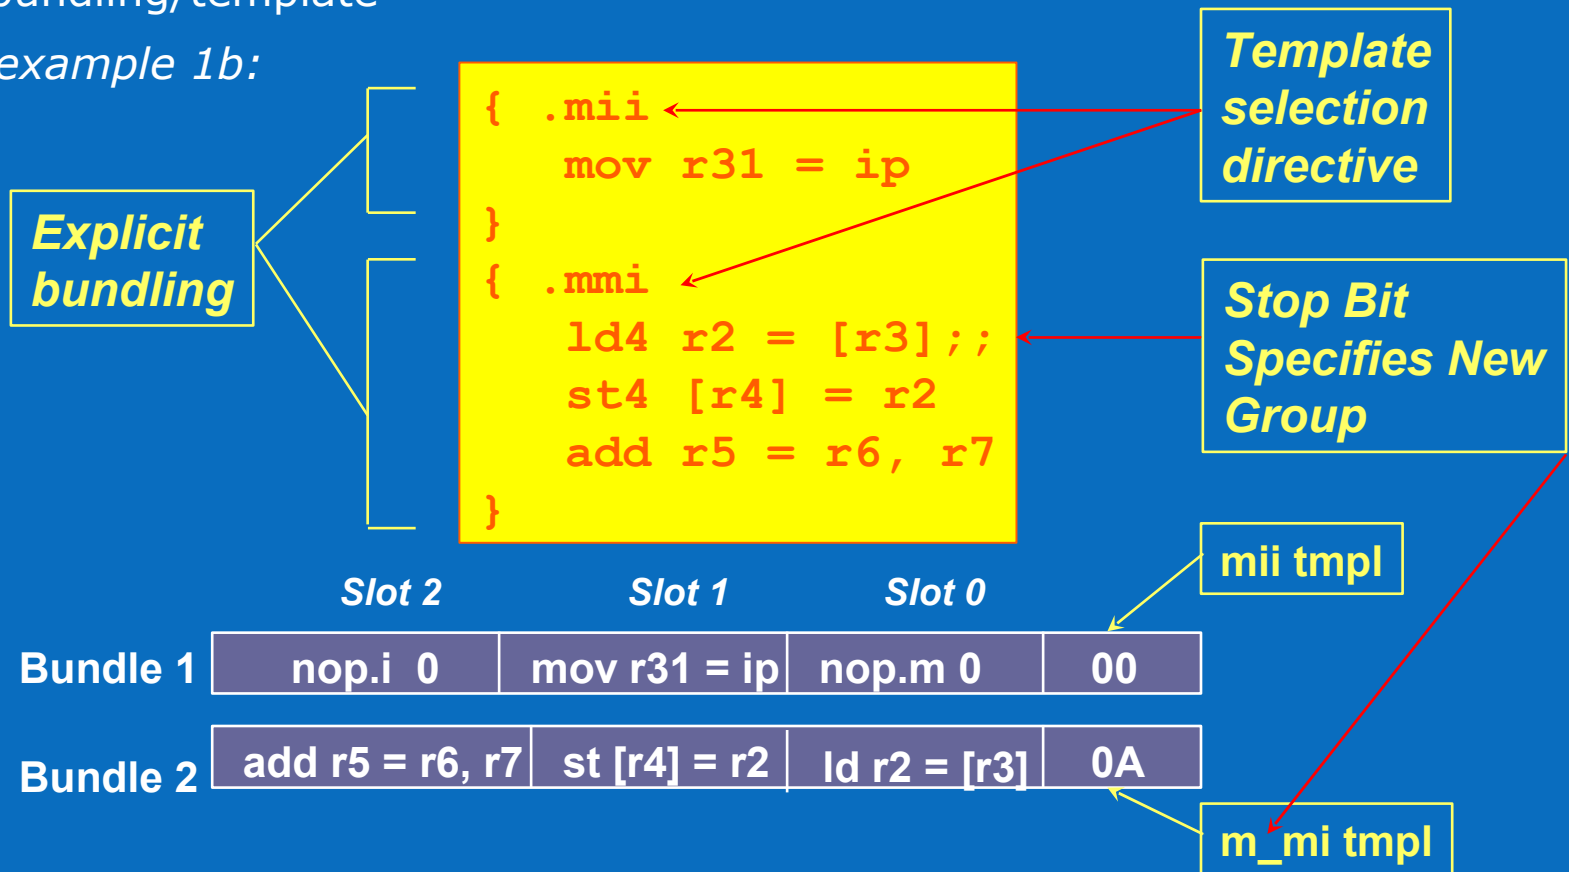 bundling/template
example 1b:
Explicit
bundling
{ .mii
mov r31 = ip
}
{ .mmi
ld4 r2 = [r3];;
st4 [r4] = r2
add r5 = r6, r7
}
Template
selection
directive
Stop Bit
Specifies New
Group
mii tmpl
Slot 2 Slot 1 Slot 0
Bundle 1 nop.i 0 mov r31 = ip nop.m 0 00
Bundle 2 add r5 = r6, r7 st [r4] = r2 ld r2 = [r3] 0A
m_mi tmpl